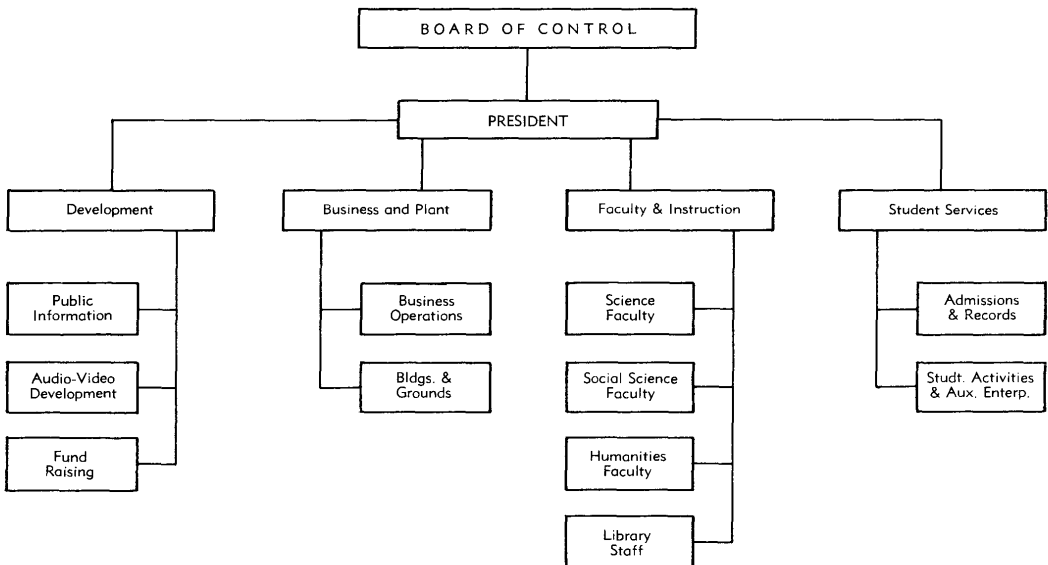 BOARD OF CONTROL
PRESIDENT
Development
Business and Plant
Faculty & Instruction
Student Services
Public
Information
Business
Operations
Science
Faculty
Admissions
& Records
Audio-Video
Development
Bldgs. &
Grounds
Social Science
Faculty
Studt. Activities
& Aux. Enterp.
Fund
Raising
Humanities
Faculty
Library
Staff